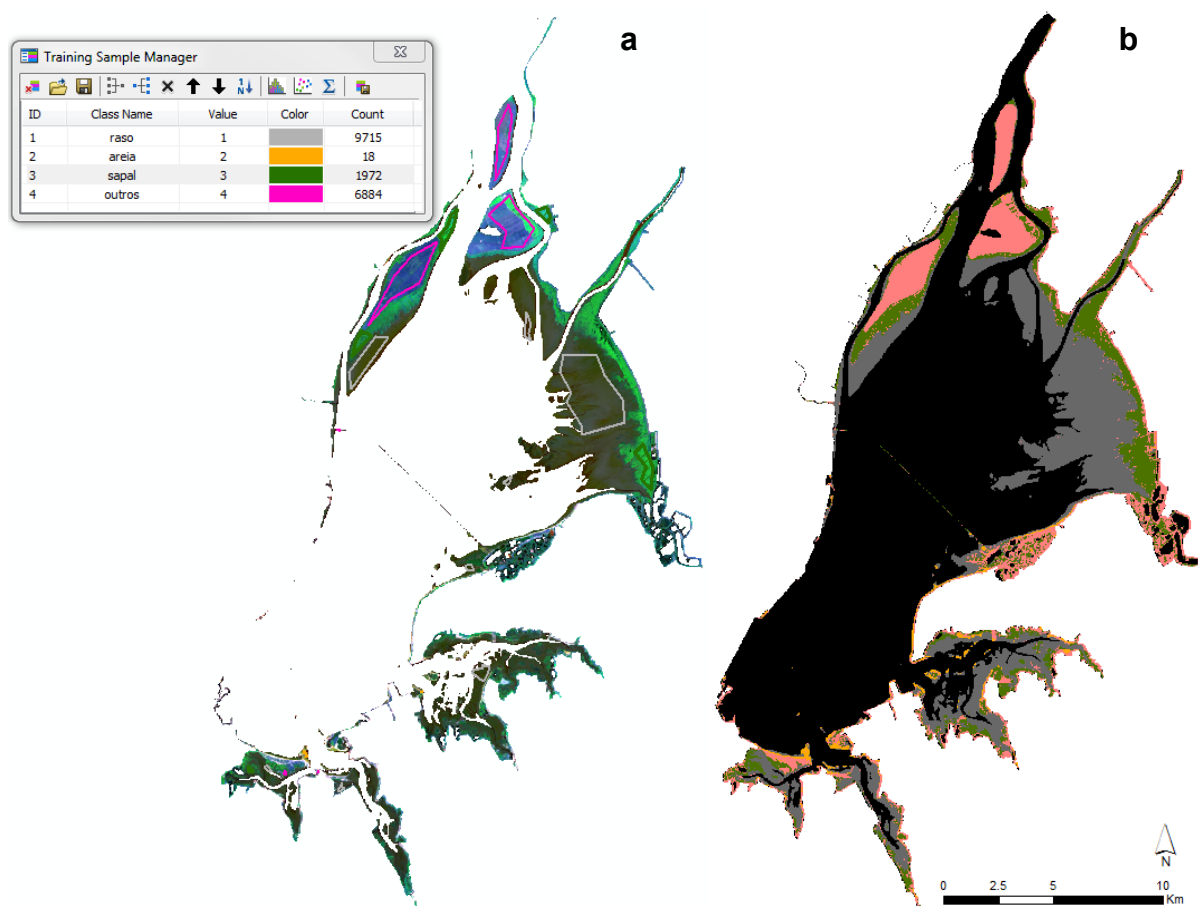 a
b
Training Sample Manager
ID Class Name Value Color Count
1 raso 1 9715
2 areia 2 18
3 sapal 3 1972
4 outros 4 6884
N
0 2.5 5 10
Km